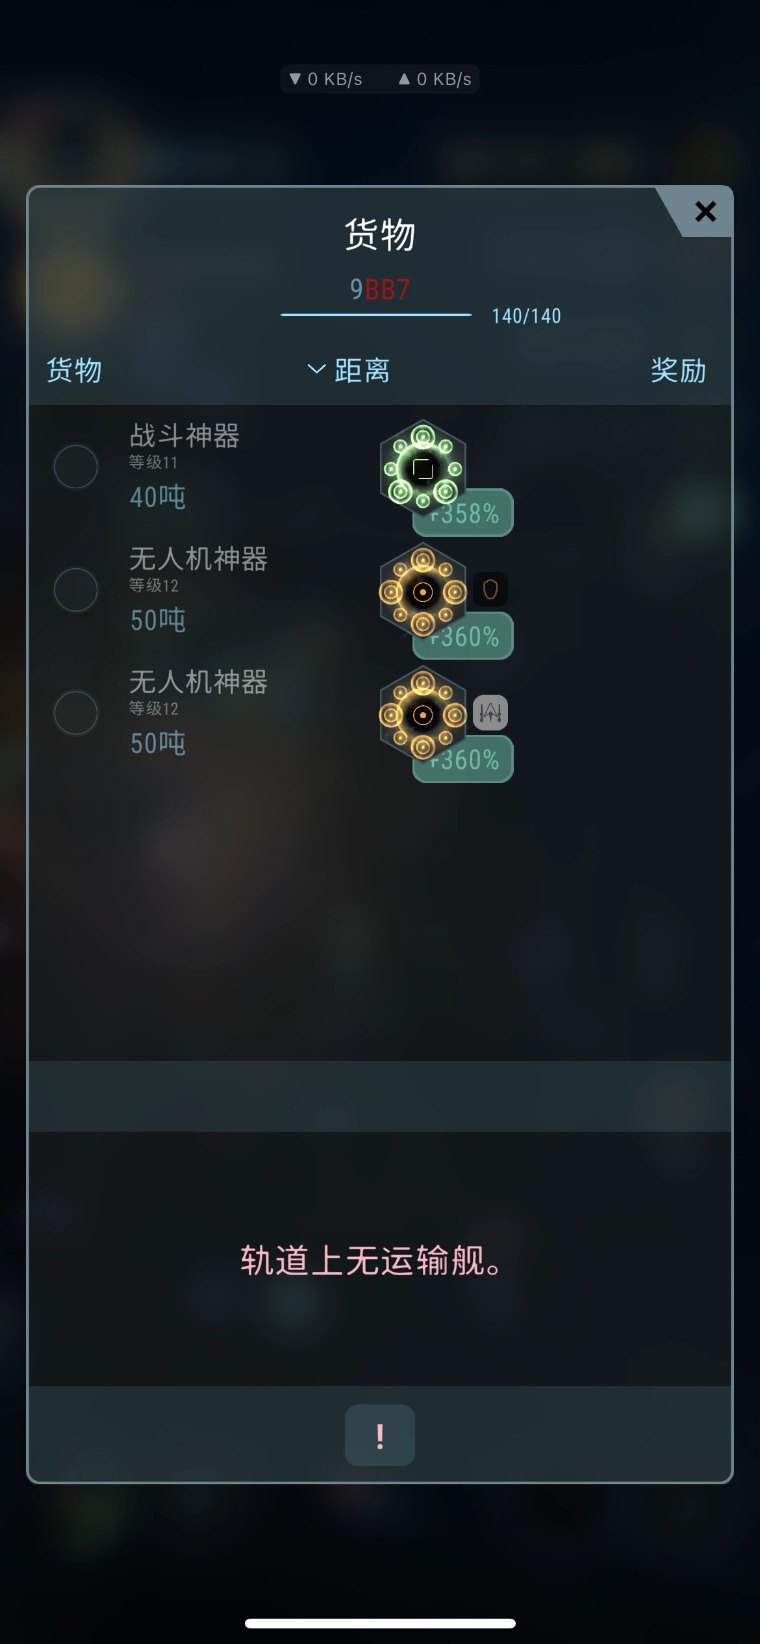 ▼ 0 KB/s ▲ 0 KB/s
货物
9BB7
140/140
货物 距离 奖励
战斗神器
等级11
40吨
+358%
无人机神器
等级12
50吨
+360%
无人机神器
等级12
50吨
+360%
轨道上无运输舰。
!